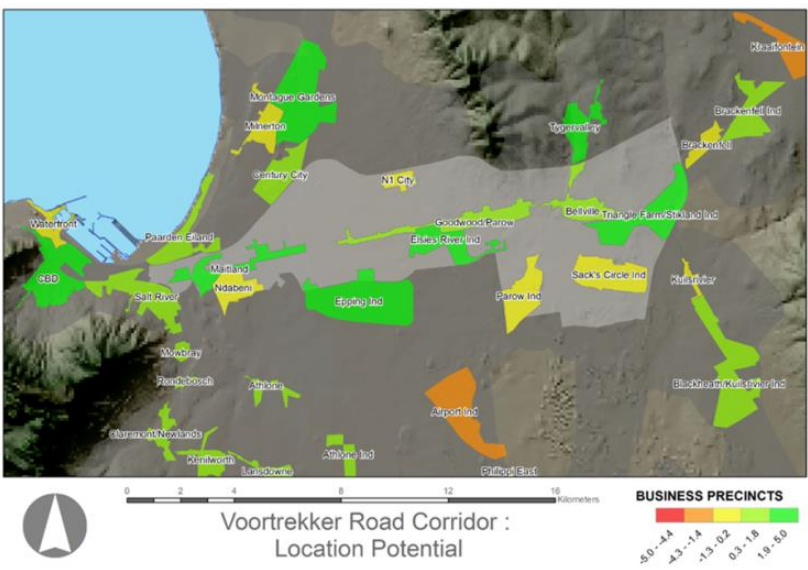 Kraaifontein
Montague Gardens
Brackenfell Ind
Milnerton
Tygervalley
Brackenfell
Century City
N1 City
Bellville
Triangle Farm/Stikland Ind
Waterfront
Goodwood/Parow
Paarden Eiland
Elsies River Ind
Maitland
CBD
Sack's Circle Ind
Kuilsrivier
Ndabeni
Salt River
Parow Ind
Epping Ind
Mowbray
Rondebosch
Athlone
Blackheath/Kuilsrivier Ind
Airport Ind
Claremont/Newlands
Athlone Ind
Kenilworth
Lansdowne
Philippi East
0 2 4 8 12 16
Kilometers
Voortrekker Road Corridor :
Location Potential
BUSINESS PRECINCTS
-5.0 - -4.4
-4.3 - -1.4
-1.3 - 0.2
0.3 - 1.8
1.9 - 5.0